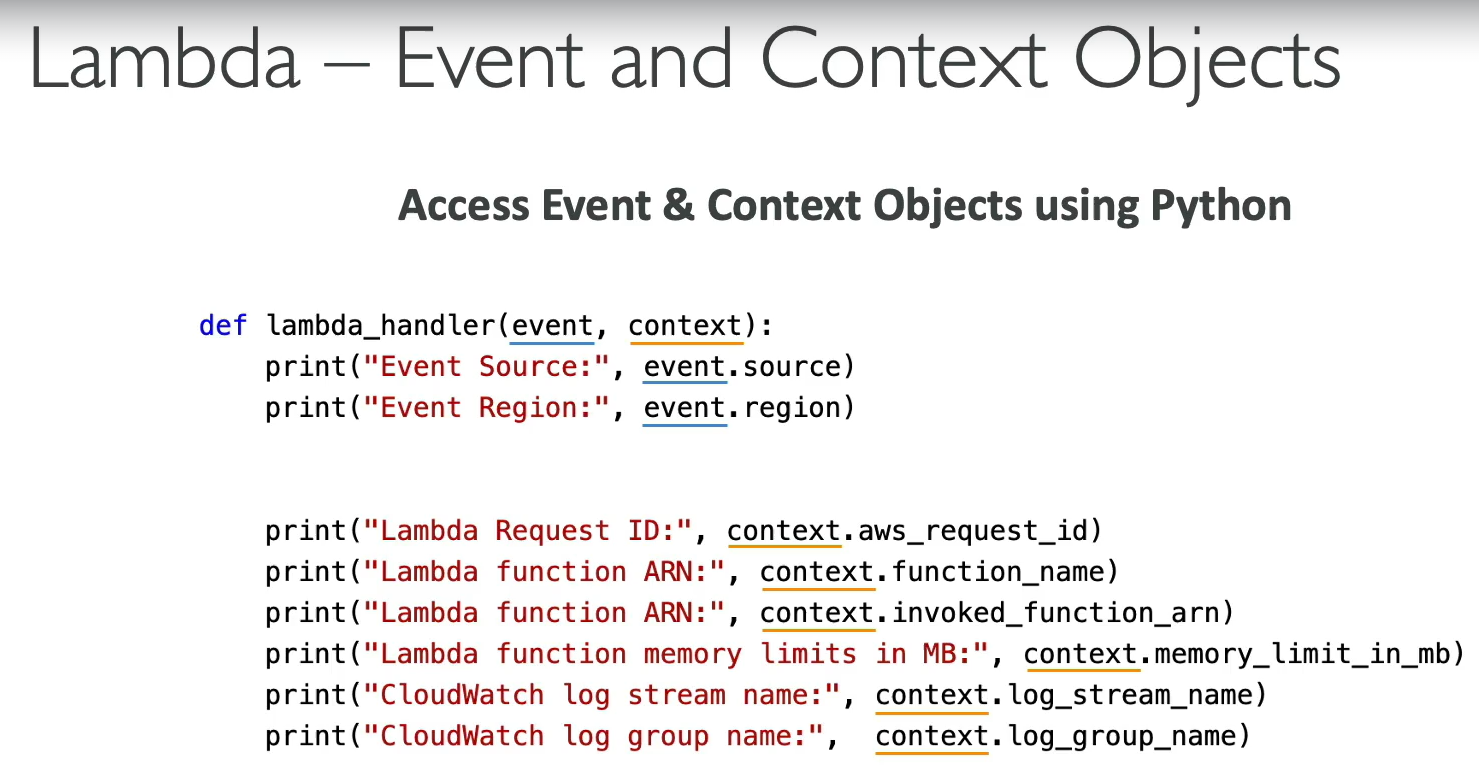 Lambda – Event and Context Objects
Access Event & Context Objects using Python
def lambda_handler(event, context):
    print("Event Source:", event.source)
    print("Event Region:", event.region)
    print("Lambda Request ID:", context.aws_request_id)
    print("Lambda function ARN:", context.function_name)
    print("Lambda function ARN:", context.invoked_function_arn)
    print("Lambda function memory limits in MB:", context.memory_limit_in_mb)
    print("CloudWatch log stream name:", context.log_stream_name)
    print("CloudWatch log group name:",  context.log_group_name)